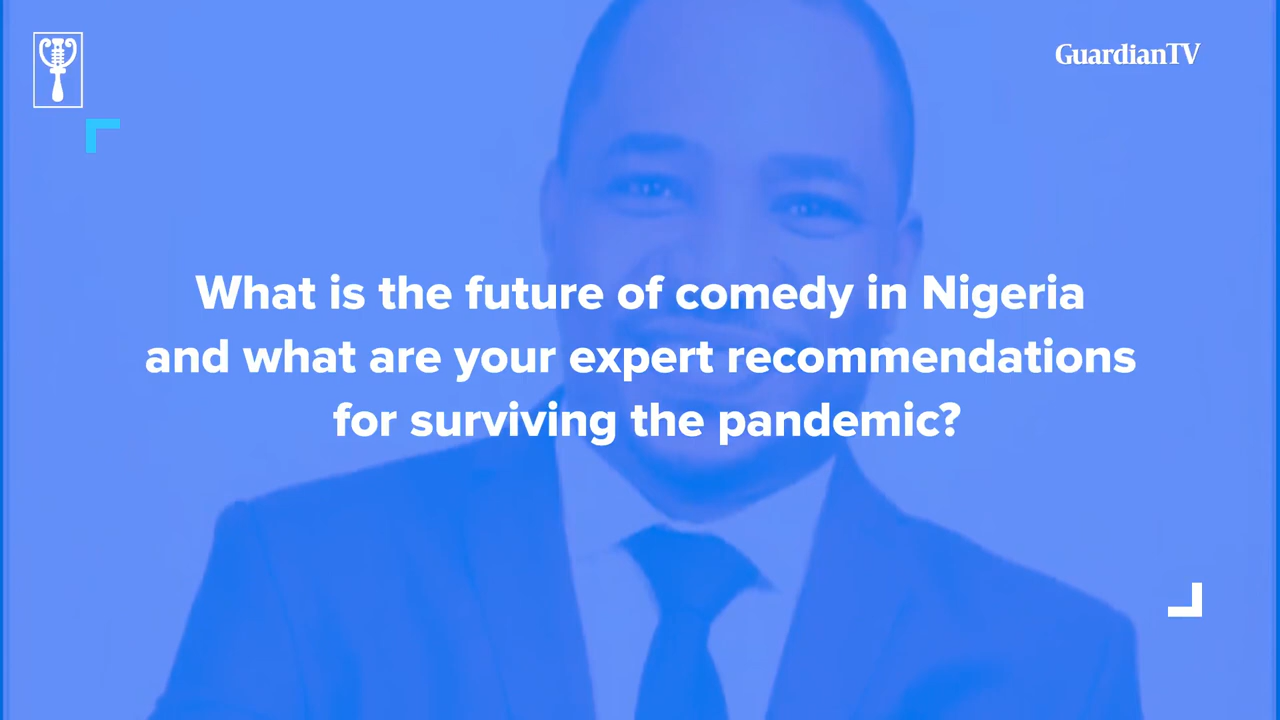 GuardianTV
What is the future of comedy in Nigeria
and what are your expert recommendations
for surviving the pandemic?